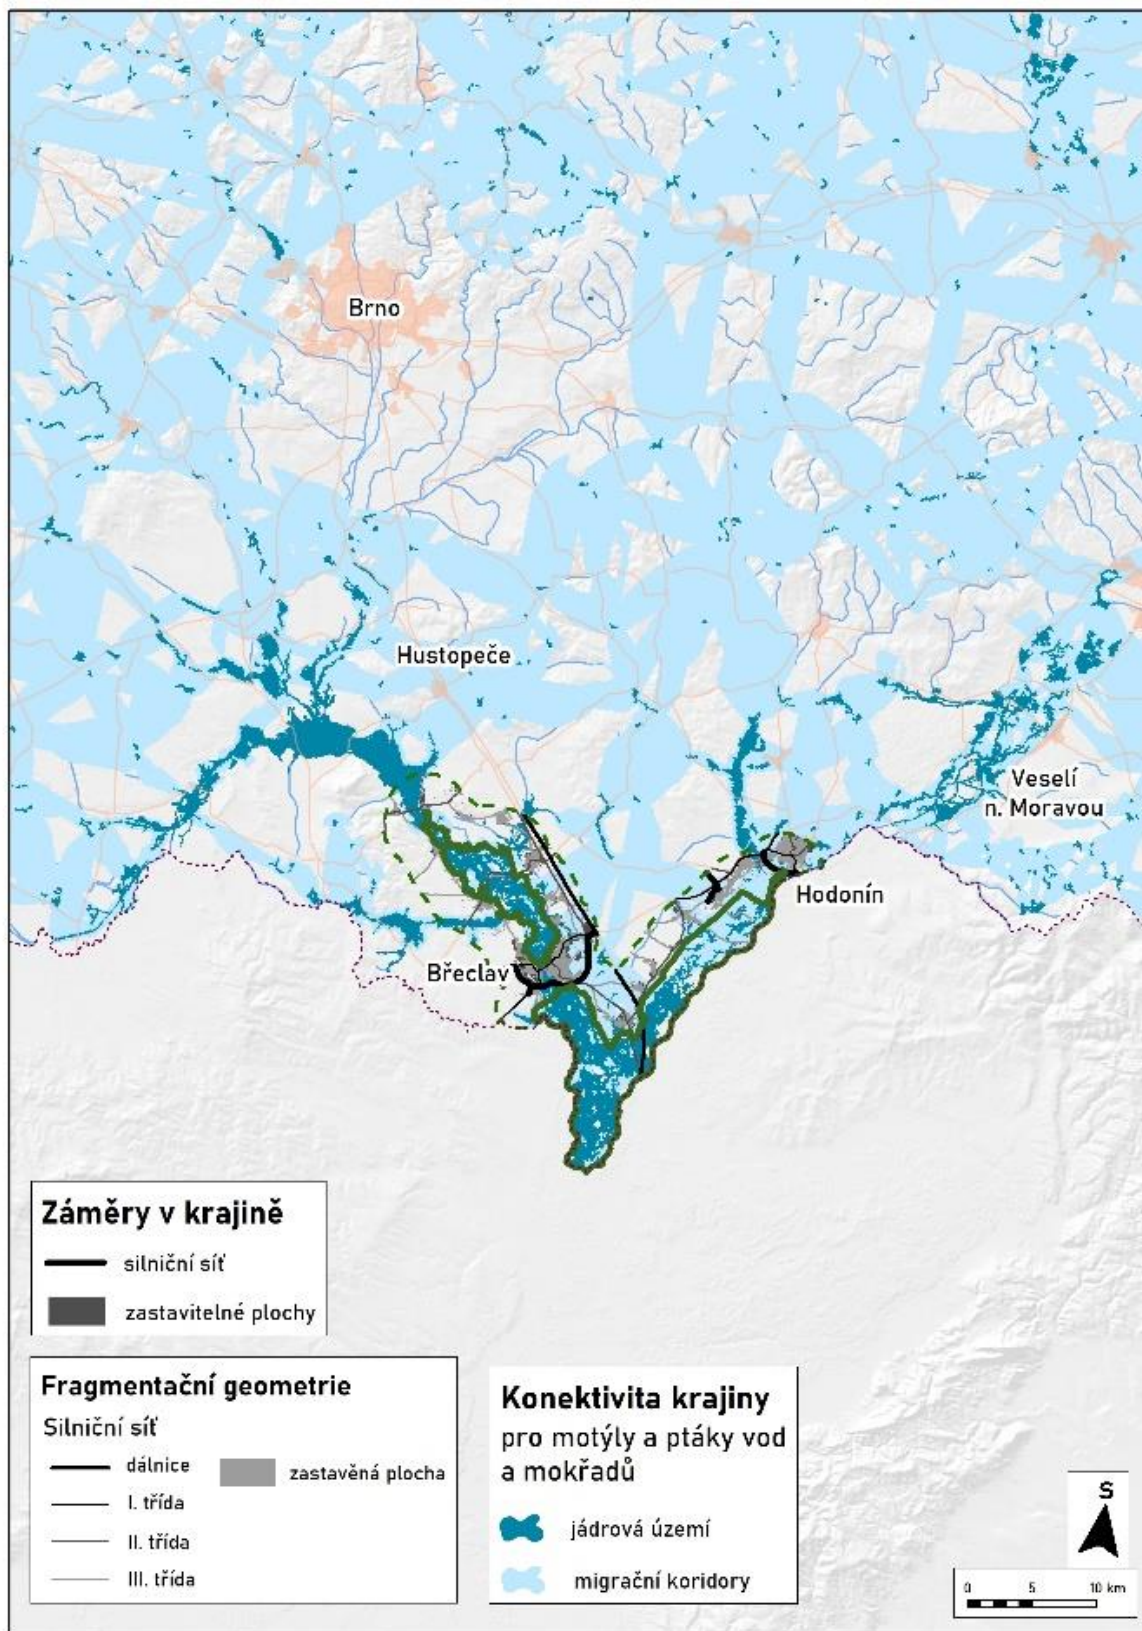 Brno
Hustopeče
Veselí
n. Moravou
Hodonín
Břeclav
Záměry v krajině
silniční síť
zastavitelné plochy
Fragmentační geometrie
Silniční síť
dálnice
zastavěná plocha
I. třída
II. třída
III. třída
Konektivita krajiny
pro motýly a ptáky vod
a mokřadů
jádrová území
migrační koridory
S
0 5 10 km